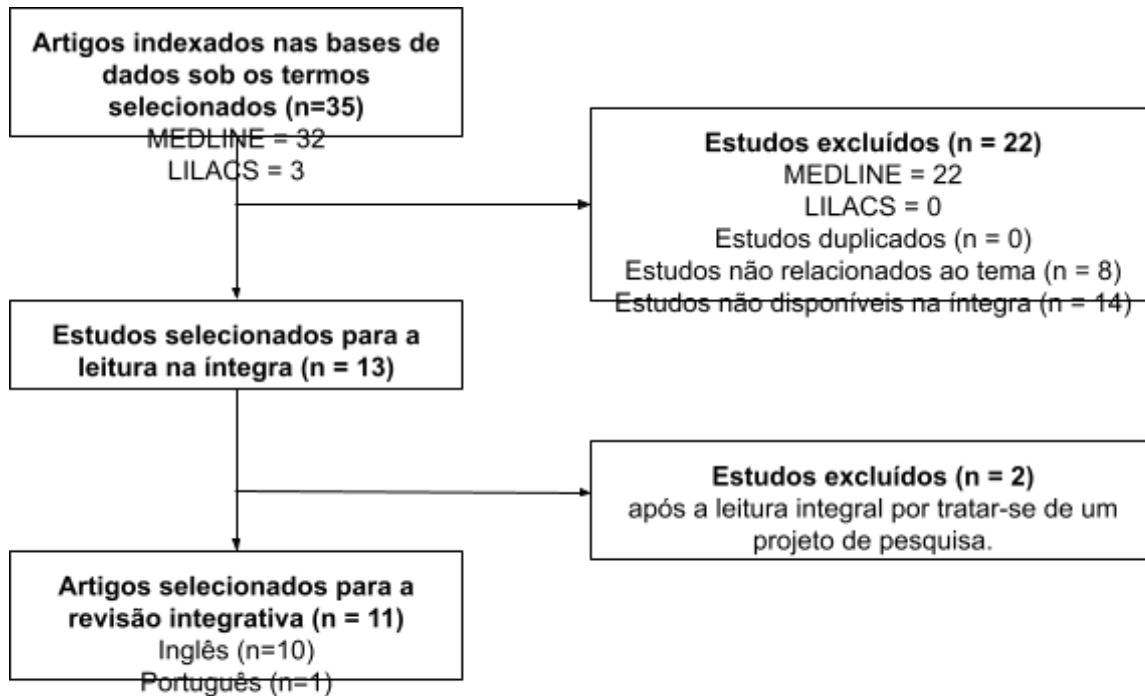 Artigos indexados nas bases de
dados sob os termos
selecionados (n=35)
MEDLINE = 32
LILACS = 3
Estudos excluídos (n = 22)
MEDLINE = 22
LILACS = 0
Estudos duplicados (n = 0)
Estudos não relacionados ao tema (n = 8)
Estudos não disponíveis na íntegra (n = 14)
Estudos selecionados para a
leitura na íntegra (n = 13)
Estudos excluídos (n = 2)
após a leitura integral por tratar-se de um
projeto de pesquisa.
Artigos selecionados para a
revisão integrativa (n = 11)
Inglês (n=10)
Português (n=1)